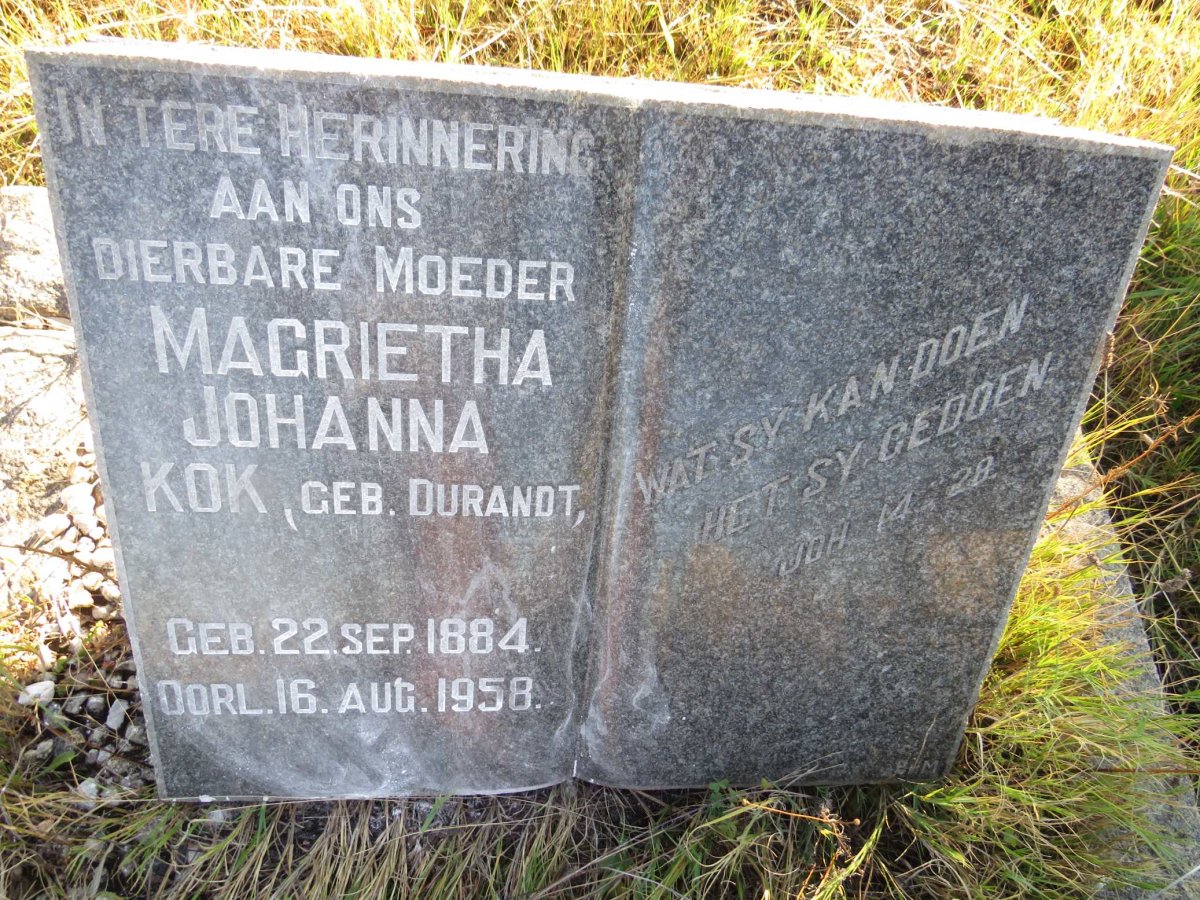 IN TERE HERINNERING
AAN ONS
DIERBARE MOEDER
MAGRIETHA
JOHANNA
KOK, GEB. DURANDT,
GEB. 22. SEP. 1884.
OORL. 16. AUG. 1958.
WAT SY KAN DOEN
HET SY GEDOEN.
JOH 14. 28.